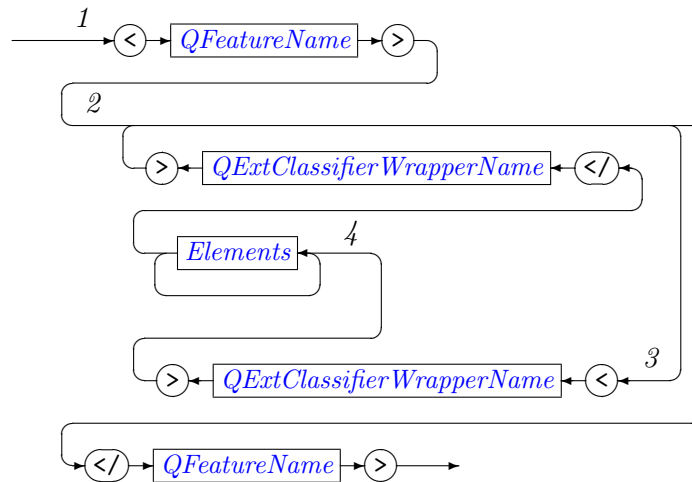 1
< QFeatureName >
2
> QExtClassifierWrapperName </
Elements 4
> QExtClassifierWrapperName < 3
</ QFeatureName >